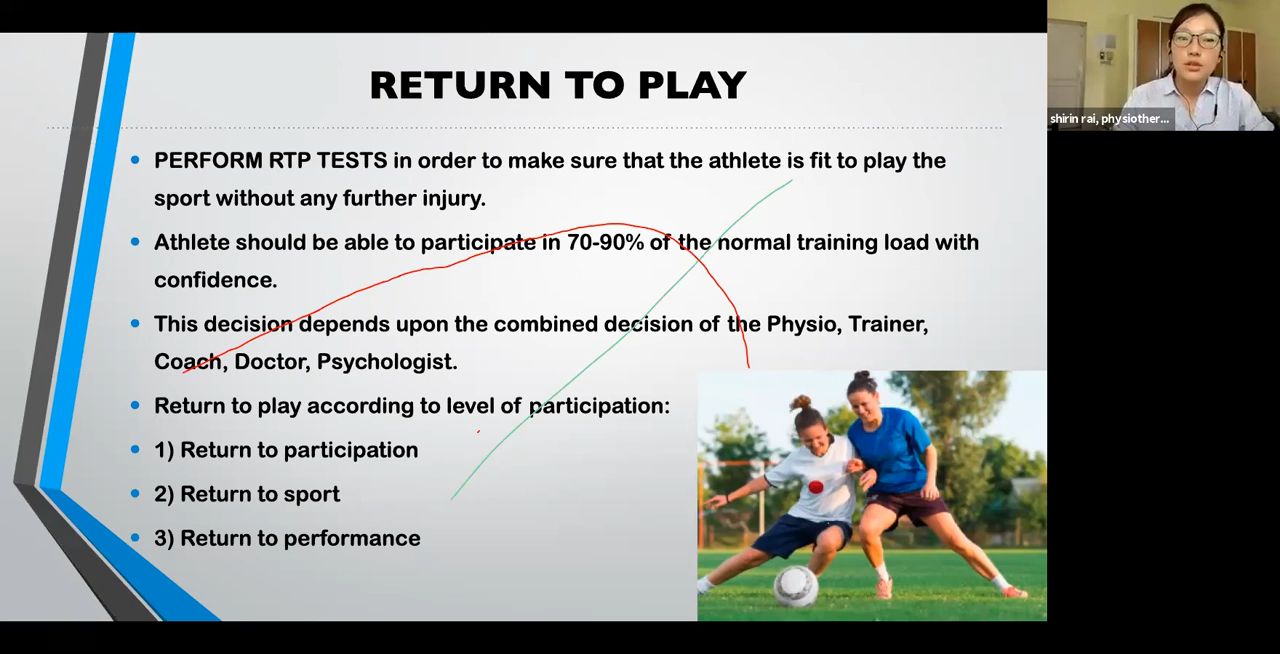 RETURN TO PLAY
• PERFORM RTP TESTS in order to make sure that the athlete is fit to play the
sport without any further injury.
• Athlete should be able to participate in 70-90% of the normal training load with
confidence.
• This decision depends upon the combined decision of the Physio, Trainer,
Coach, Doctor, Psychologist.
• Return to play according to level of participation:
• 1) Return to participation
• 2) Return to sport
• 3) Return to performance
shirin rai, physiother...